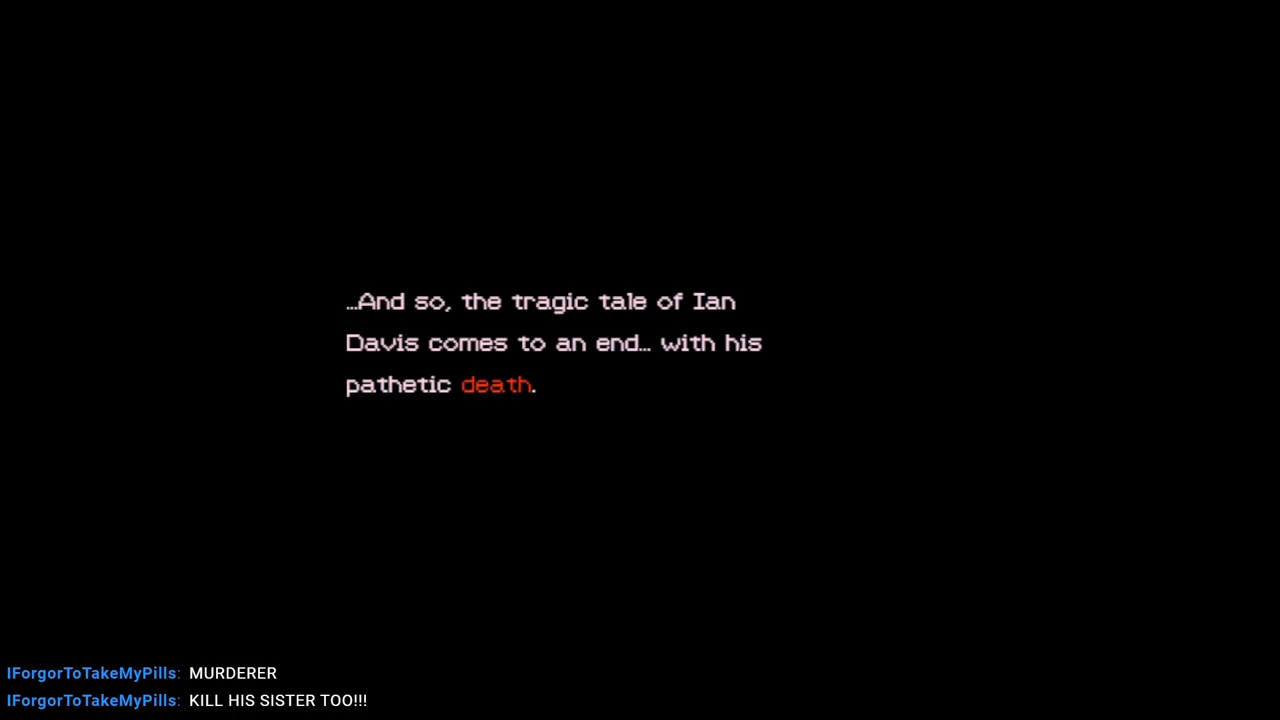 …And so, the tragic tale of Ian
Davis comes to an end… with his
pathetic death.
IForgorToTakeMyPills: MURDERER
IForgorToTakeMyPills: KILL HIS SISTER TOO!!!